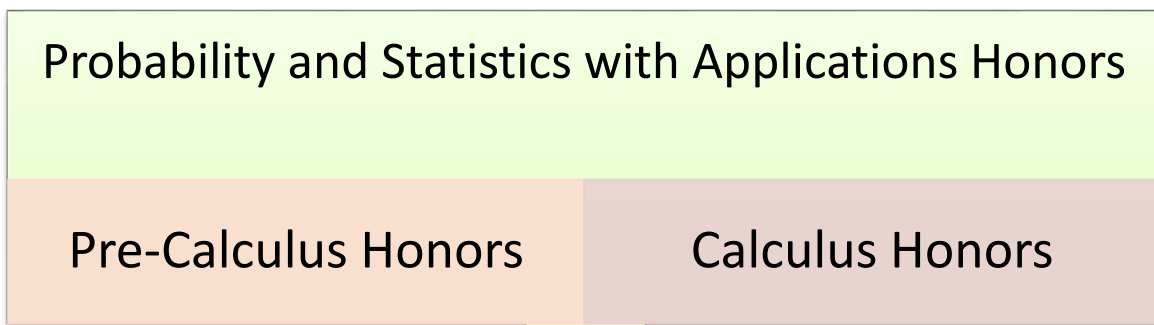 Probability and Statistics with Applications Honors
Pre-Calculus Honors
Calculus Honors